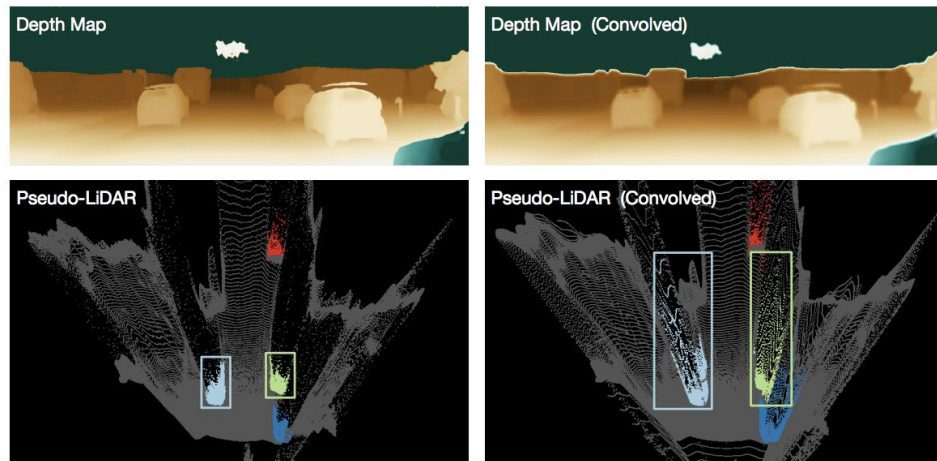 Depth Map
Depth Map (Convolved)
Pseudo-LiDAR
Pseudo-LiDAR (Convolved)